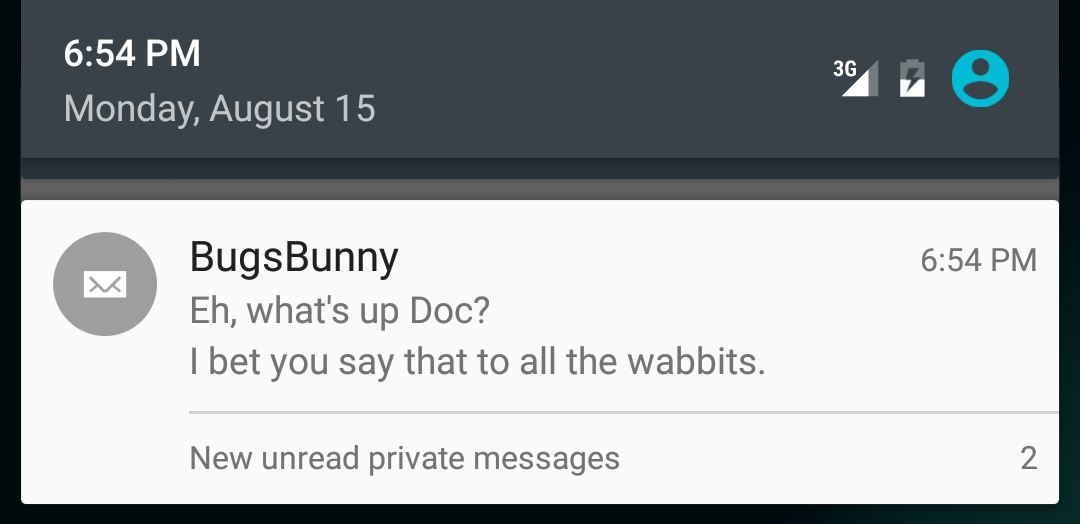 6:54 PM
3G
Monday, August 15
BugsBunny
6:54 PM
Eh, what's up Doc?
I bet you say that to all the wabbits.
New unread private messages
2